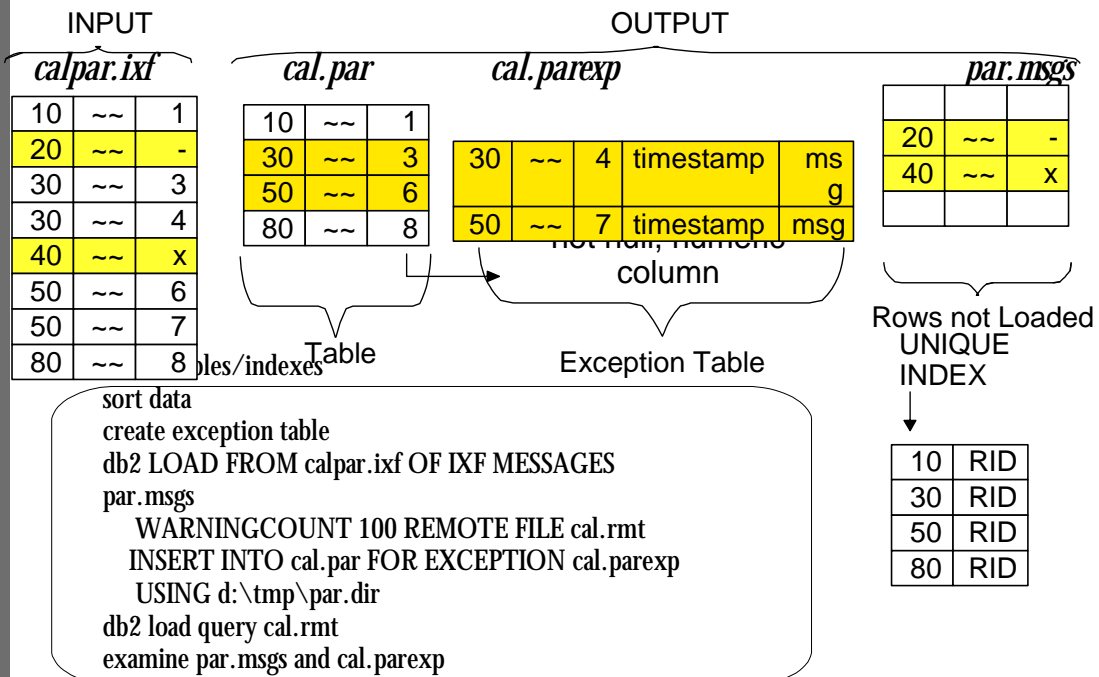 INPUT
OUTPUT
calpar.ixf
cal.par
cal.parexp
par.msgs
10 ~~ 1
20 ~~ -
30 ~~ 3
30 ~~ 4
40 ~~ x
50 ~~ 6
50 ~~ 7
80 ~~ 8
10 ~~ 1
30 ~~ 3
50 ~~ 6
80 ~~ 8
30 ~~ 4 timestamp ms
g
50 ~~ 7 timestamp msg
not null, numeric
column
20 ~~ -
40 ~~ x
Table
Exception Table
Rows not Loaded
UNIQUE
INDEX
10 RID
30 RID
50 RID
80 RID
/indexes
sort data
create exception table
db2 LOAD FROM calpar.ixf OF IXF MESSAGES
par.msgs
WARNINGCOUNT 100 REMOTE FILE cal.rmt
INSERT INTO cal.par FOR EXCEPTION cal.parexp
USING d:\tmp\par.dir
db2 load query cal.rmt
examine par.msgs and cal.parexp